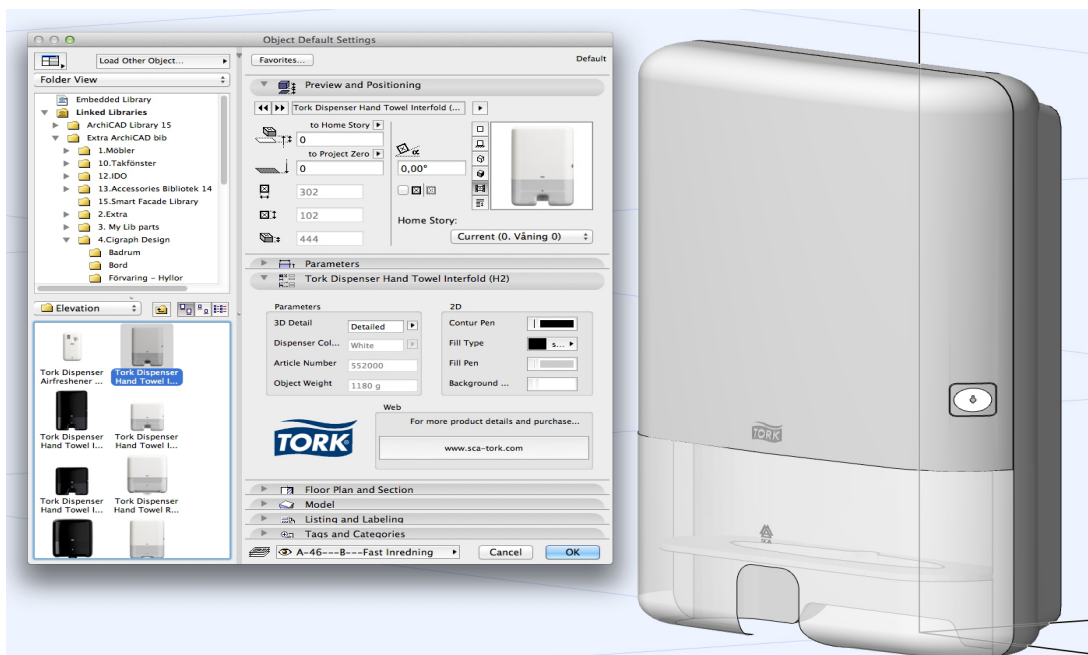 Object Default Settings
Load Other Object...
Folder View
Embedded Library
Linked Libraries
ArchiCAD Library 15
Extra ArchiCAD bib
1.Möbler
10.Takfönster
12.IDO
13.Accessories Bibliotek 14
15.Smart Facade Library
2.Extra
3. My Lib parts
4.Cigraph Design
Badrum
Bord
Förvaring - Hyllor
Elevation
Tork Dispenser
Airfreshener ...
Tork Dispenser
Hand Towel I...
Tork Dispenser
Hand Towel I...
Tork Dispenser
Hand Towel I...
Tork Dispenser
Hand Towel I...
Tork Dispenser
Hand Towel R...
Favorites...
Default
Preview and Positioning
Tork Dispenser Hand Towel Interfold (...
to Home Story
0
to Project Zero
0
302
102
444
α
0,00°
Home Story:
Current (0. Våning 0)
Parameters
Tork Dispenser Hand Towel Interfold (H2)
Parameters
3D Detail
Detailed
Dispenser Col...
White
Article Number
552000
Object Weight
1180 g
2D
Contur Pen
Fill Type
s...
Fill Pen
Background ...
Web
TORK
For more product details and purchase...
www.sca-tork.com
Floor Plan and Section
Model
Listing and Labeling
Tags and Categories
A-46---B---Fast Inredning
Cancel
OK
TORK
SCA